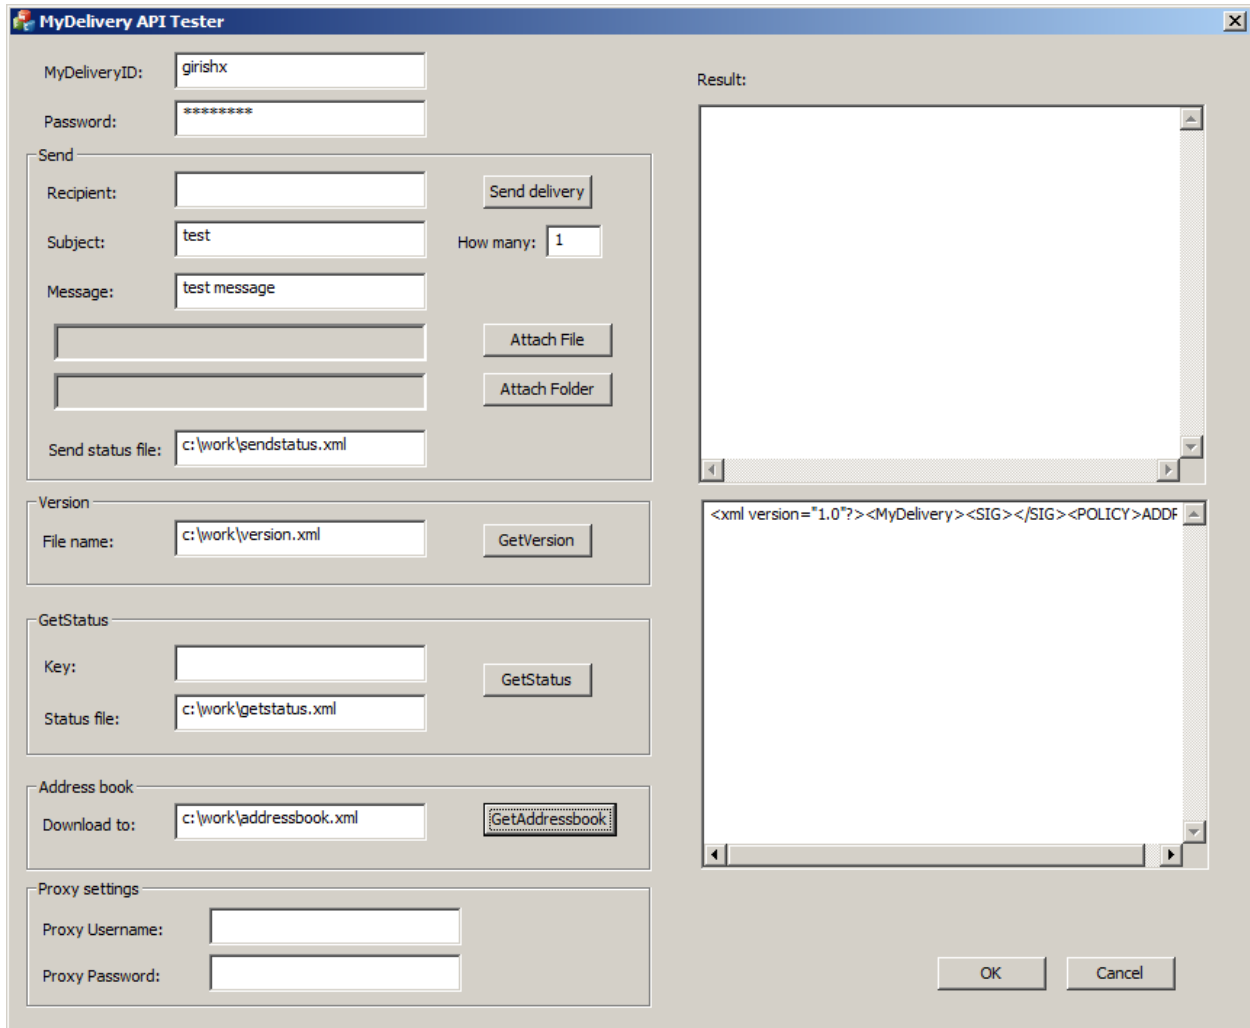 MyDelivery API Tester
MyDeliveryID: girishx
Password: ********
Send
Recipient:
Send delivery
Subject: test
How many: 1
Message: test message
Attach File
Attach Folder
Send status file: c:\work\sendstatus.xml
Version
File name: c:\work\version.xml
GetVersion
GetStatus
Key:
GetStatus
Status file: c:\work\getstatus.xml
Address book
Download to: c:\work\addressbook.xml
GetAddressbook
Proxy settings
Proxy Username:
Proxy Password:
Result:
<xml version="1.0"?><MyDelivery><SIG></SIG><POLICY>ADDR
OK
Cancel